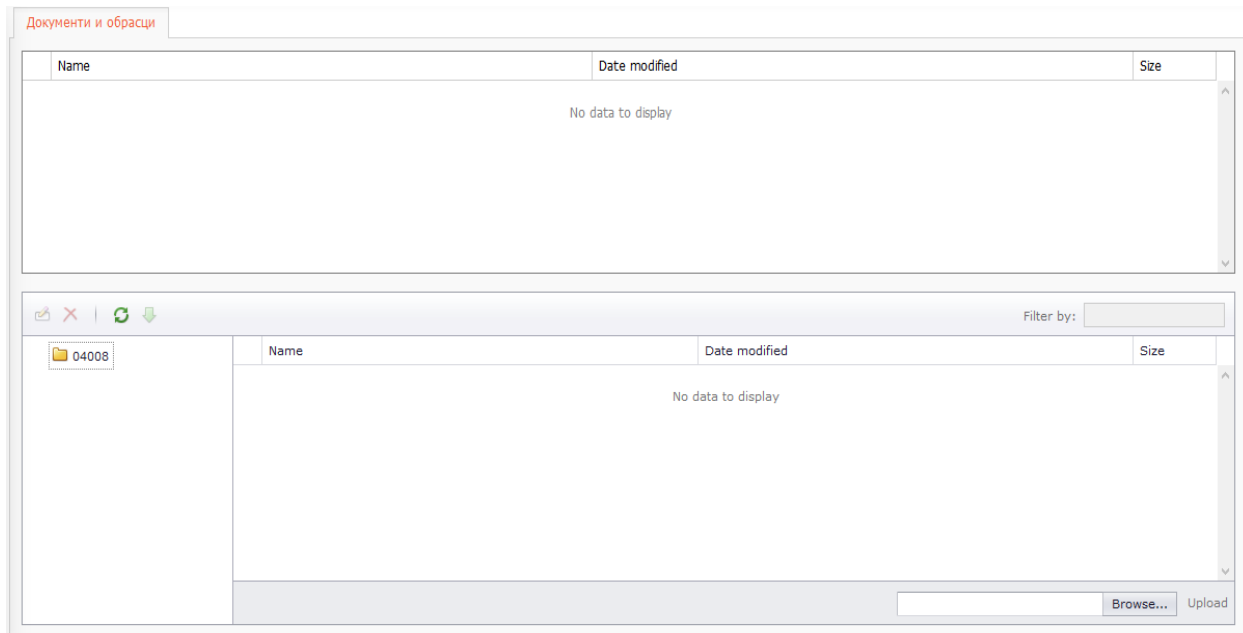 Документи и обрасци
Name Date modified Size
No data to display
Filter by:
04008
Name Date modified Size
No data to display
Browse... Upload